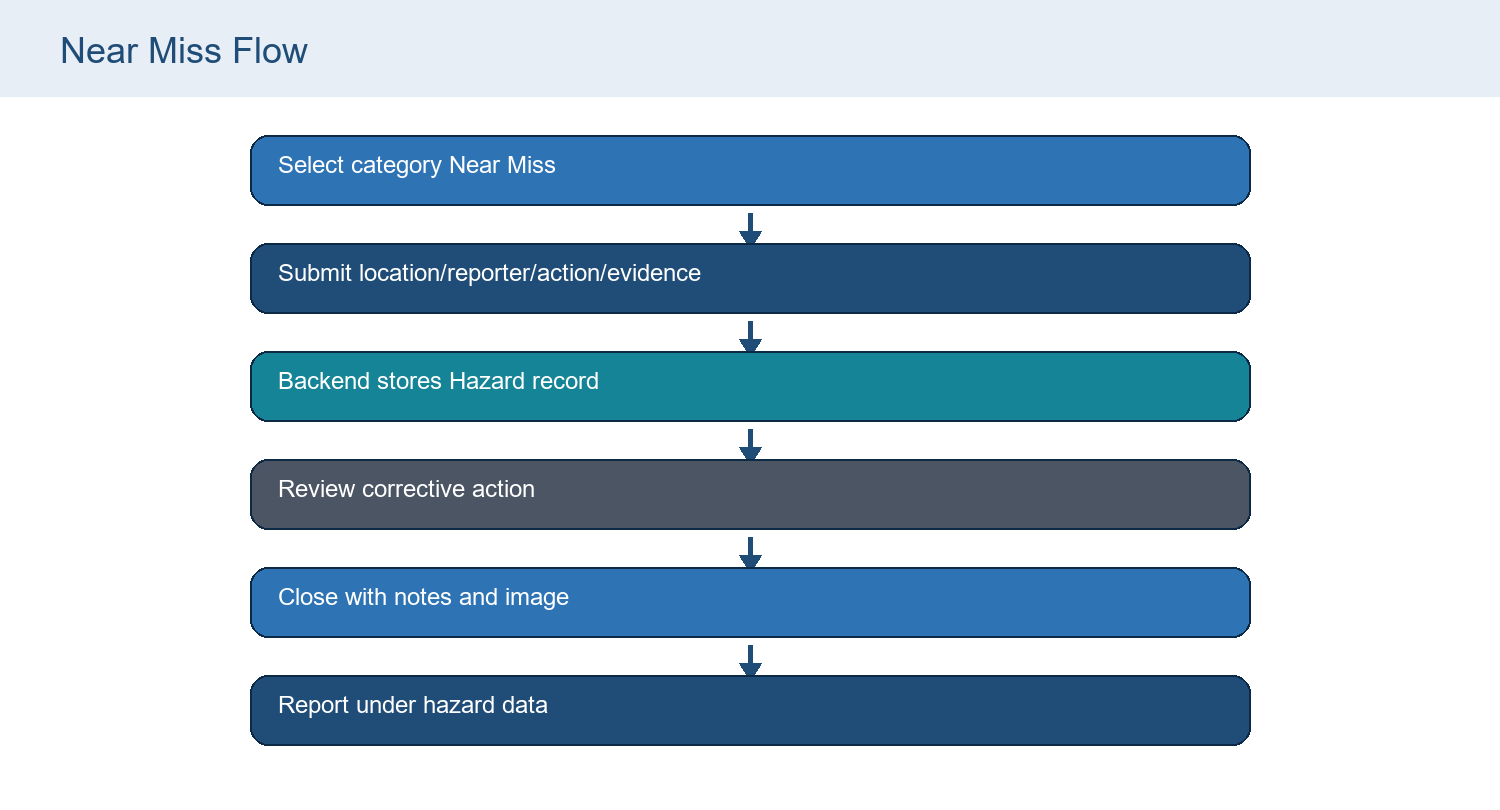 Near Miss Flow
Select category Near Miss
Submit location/reporter/action/evidence
Backend stores Hazard record
Review corrective action
Close with notes and image
Report under hazard data